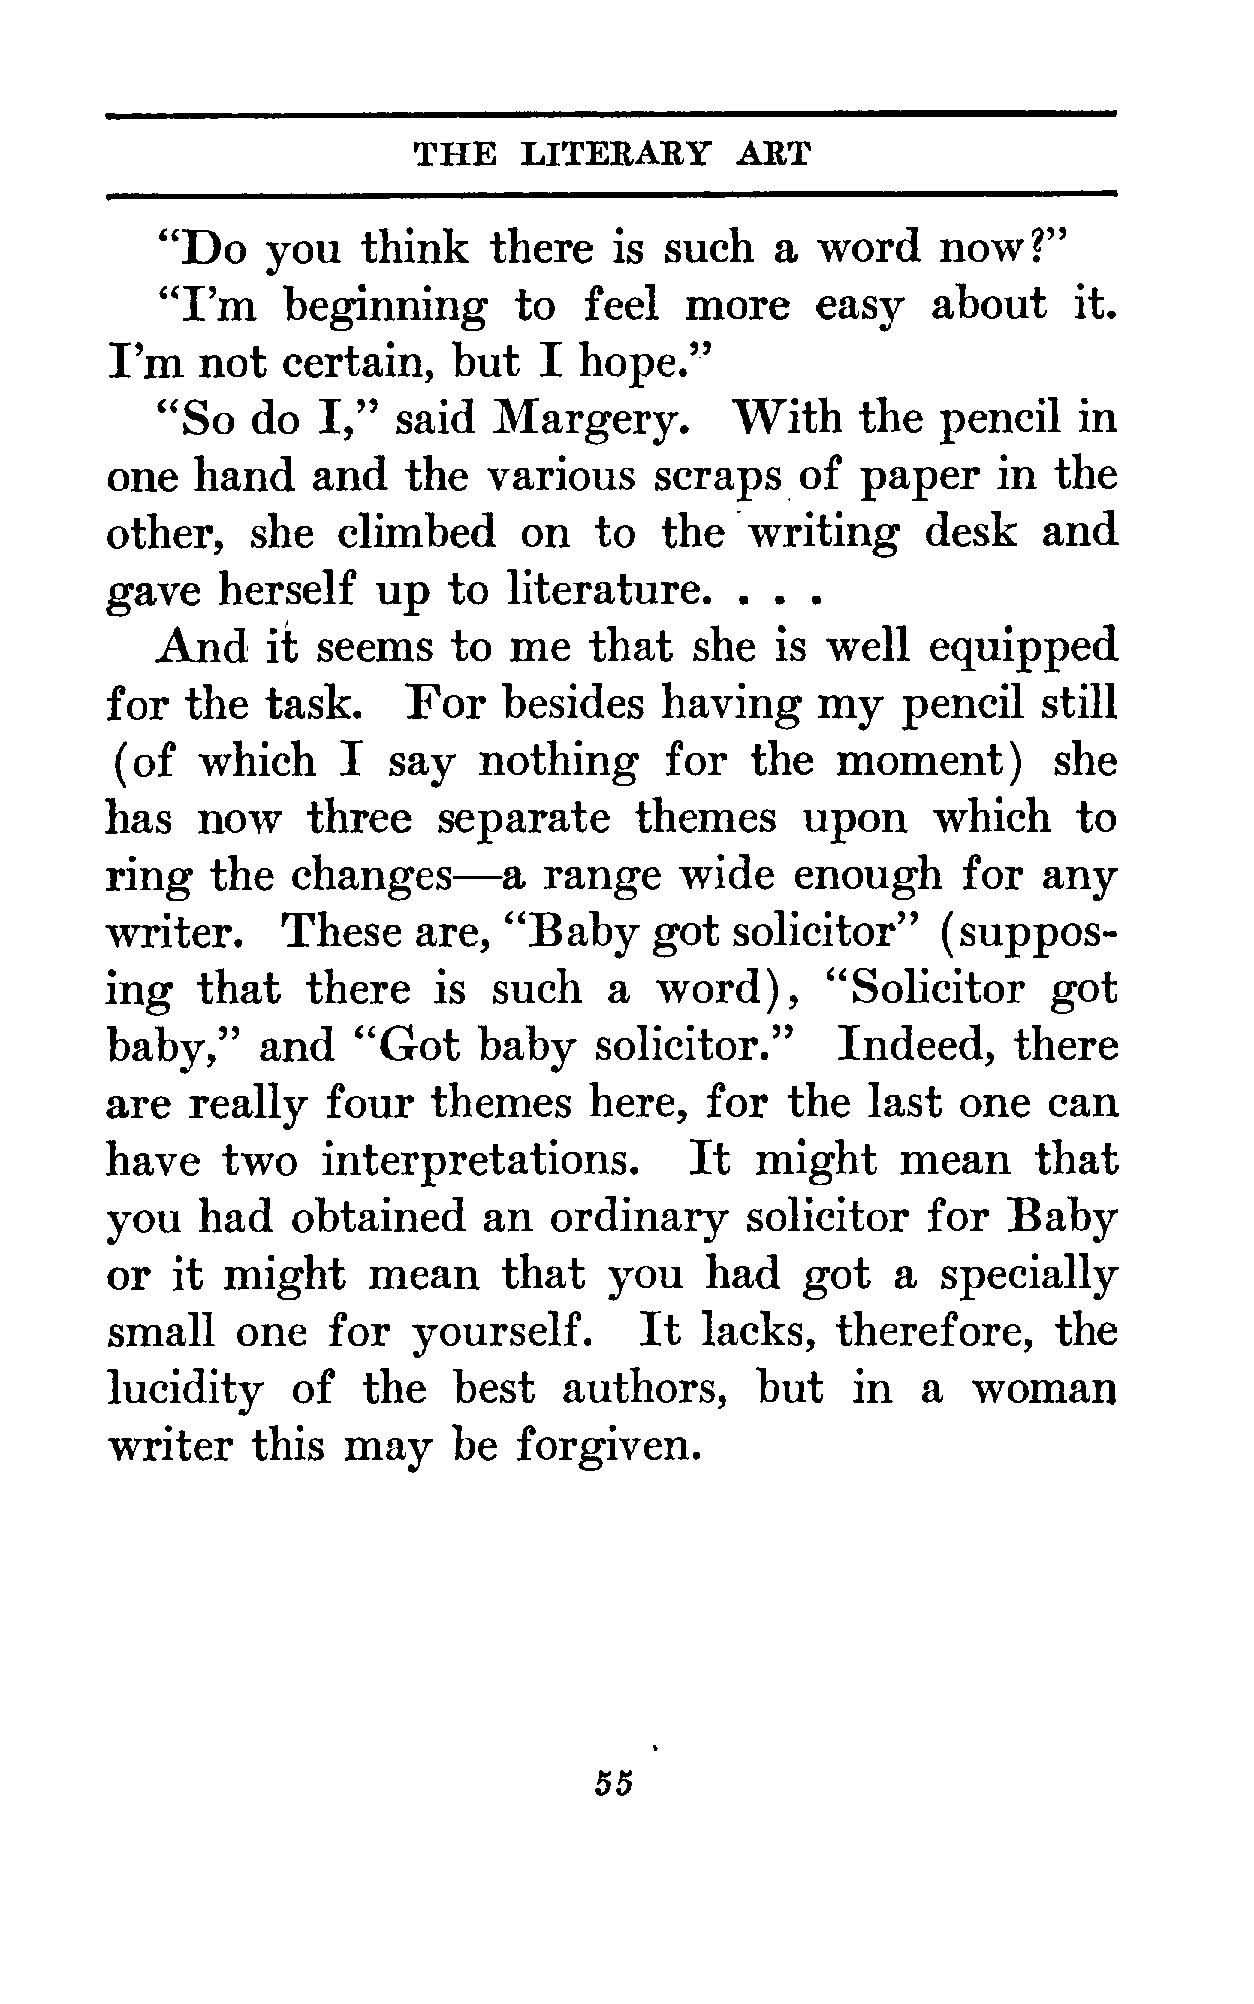 THE LITERARY ART
“Do you think there is such a word now?”
“I’m beginning to feel more easy about it.
I’m not certain, but I hope.”
“So do I,” said Margery. With the pencil in
one hand and the various scraps of paper in the
other, she climbed on to the writing desk and
gave herself up to literature. . . .
And it seems to me that she is well equipped
for the task. For besides having my pencil still
(of which I say nothing for the moment) she
has now three separate themes upon which to
ring the changes—a range wide enough for any
writer. These are, “Baby got solicitor” (suppos-
ing that there is such a word), “Solicitor got
baby,” and “Got baby solicitor.” Indeed, there
are really four themes here, for the last one can
have two interpretations. It might mean that
you had obtained an ordinary solicitor for Baby
or it might mean that you had got a specially
small one for yourself. It lacks, therefore, the
lucidity of the best authors, but in a woman
writer this may be forgiven.
55